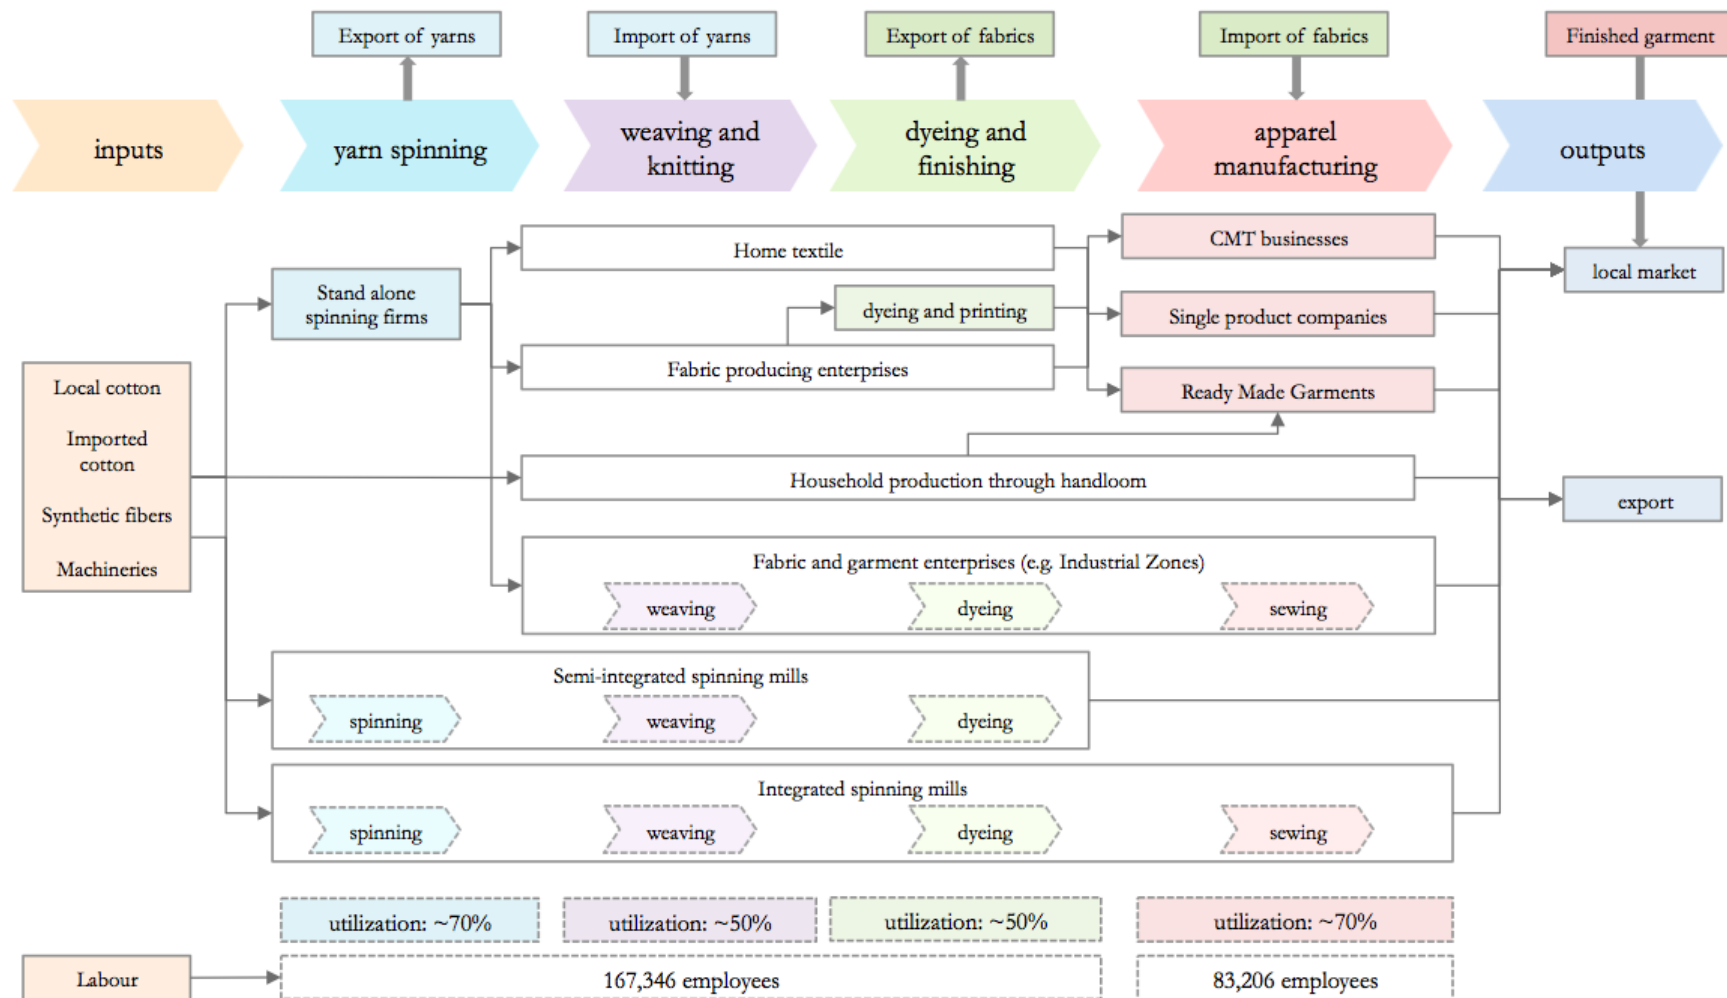 Export of yarns
Import of yarns
Export of fabrics
Import of fabrics
Finished garment
inputs
yarn spinning
weaving and
knitting
dyeing and
finishing
apparel
manufacturing
outputs
Home textile
CMT businesses
local market
Stand alone
spinning firms
dyeing and printing
Single product companies
Fabric producing enterprises
Ready Made Garments
Local cotton
Imported
cotton
Synthetic fibers
Machineries
Household production through handloom
export
Fabric and garment enterprises (e.g. Industrial Zones)
weaving
dyeing
sewing
Semi-integrated spinning mills
spinning
weaving
dyeing
Integrated spinning mills
spinning
weaving
dyeing
sewing
utilization: ~70%
utilization: ~50%
utilization: ~50%
utilization: ~70%
Labour
167,346 employees
83,206 employees